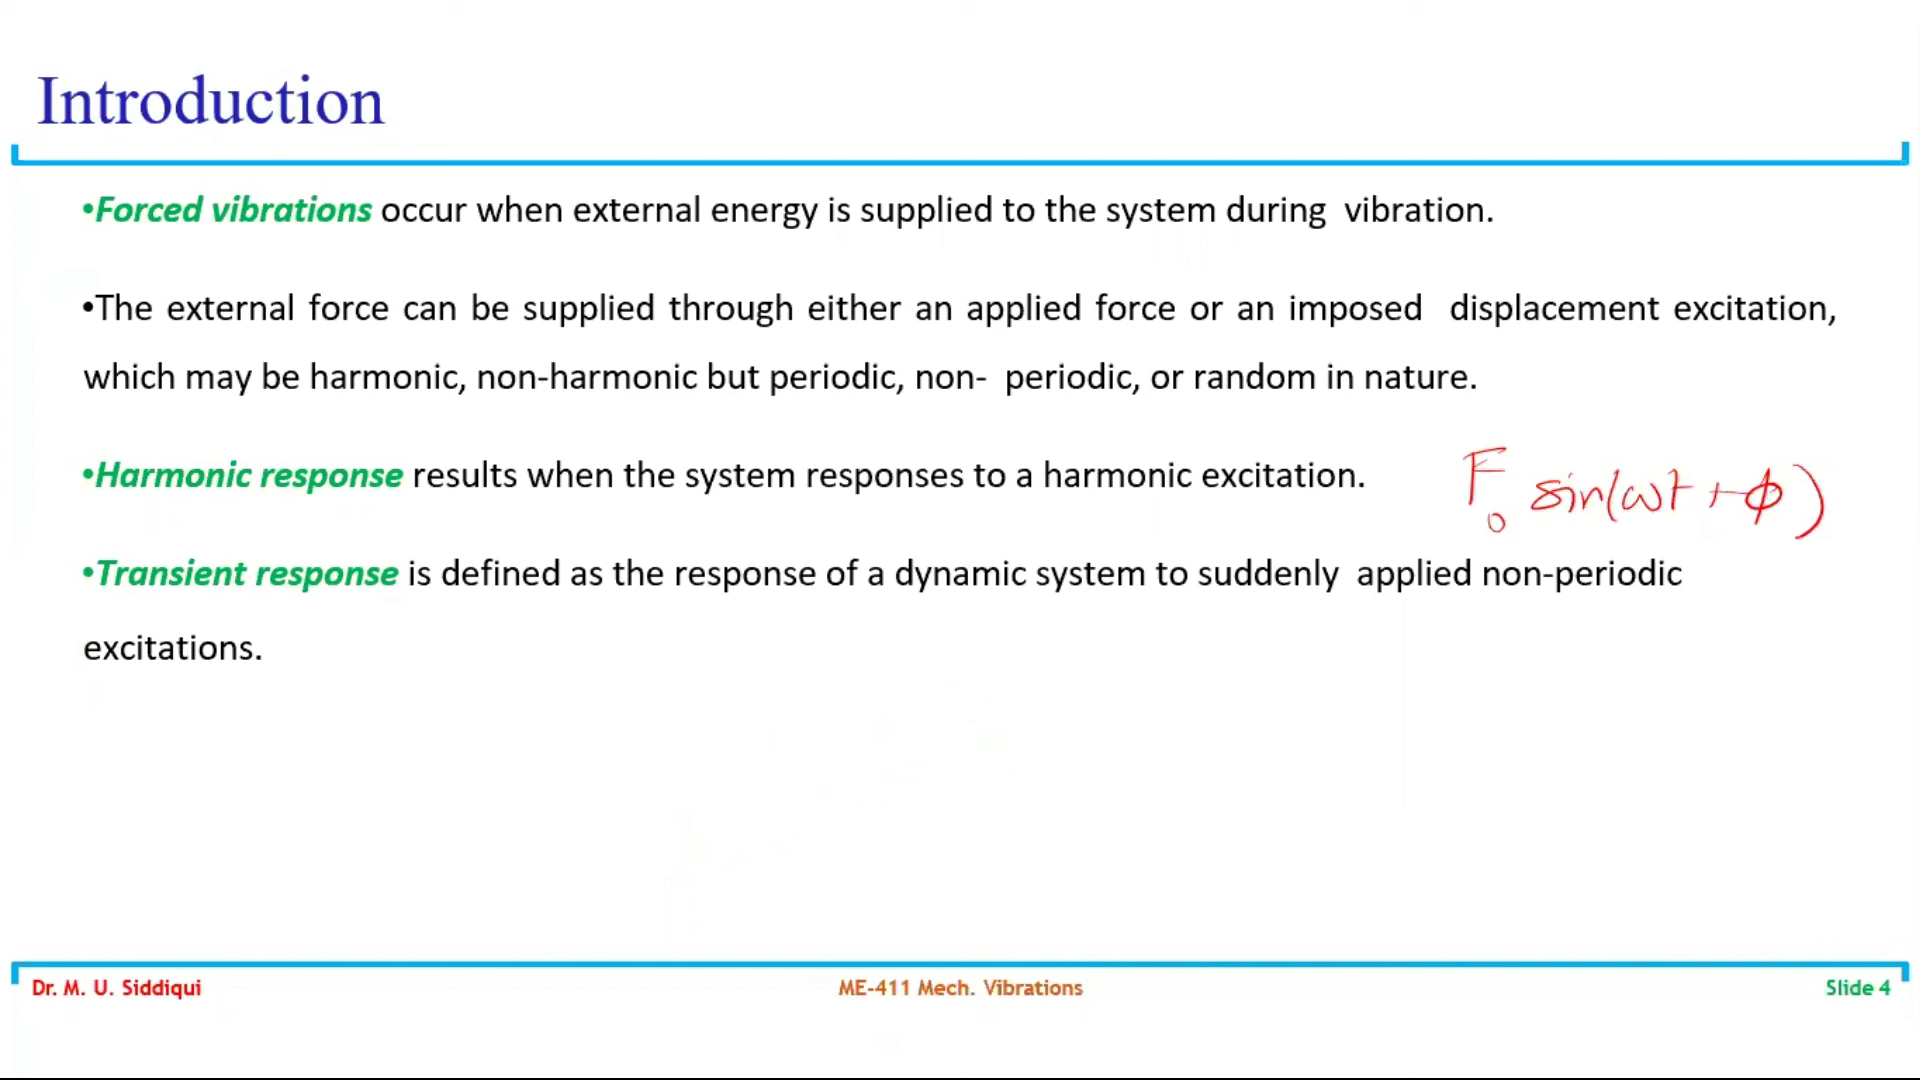 Introduction
•Forced vibrations occur when external energy is supplied to the system during vibration.
•The external force can be supplied through either an applied force or an imposed displacement excitation,
which may be harmonic, non-harmonic but periodic, non- periodic, or random in nature.
•Harmonic response results when the system responses to a harmonic excitation.
F₀ sin(ωt + ϕ)
•Transient response is defined as the response of a dynamic system to suddenly applied non-periodic
excitations.
Dr. M. U. Siddiqui
ME-411 Mech. Vibrations
Slide 4